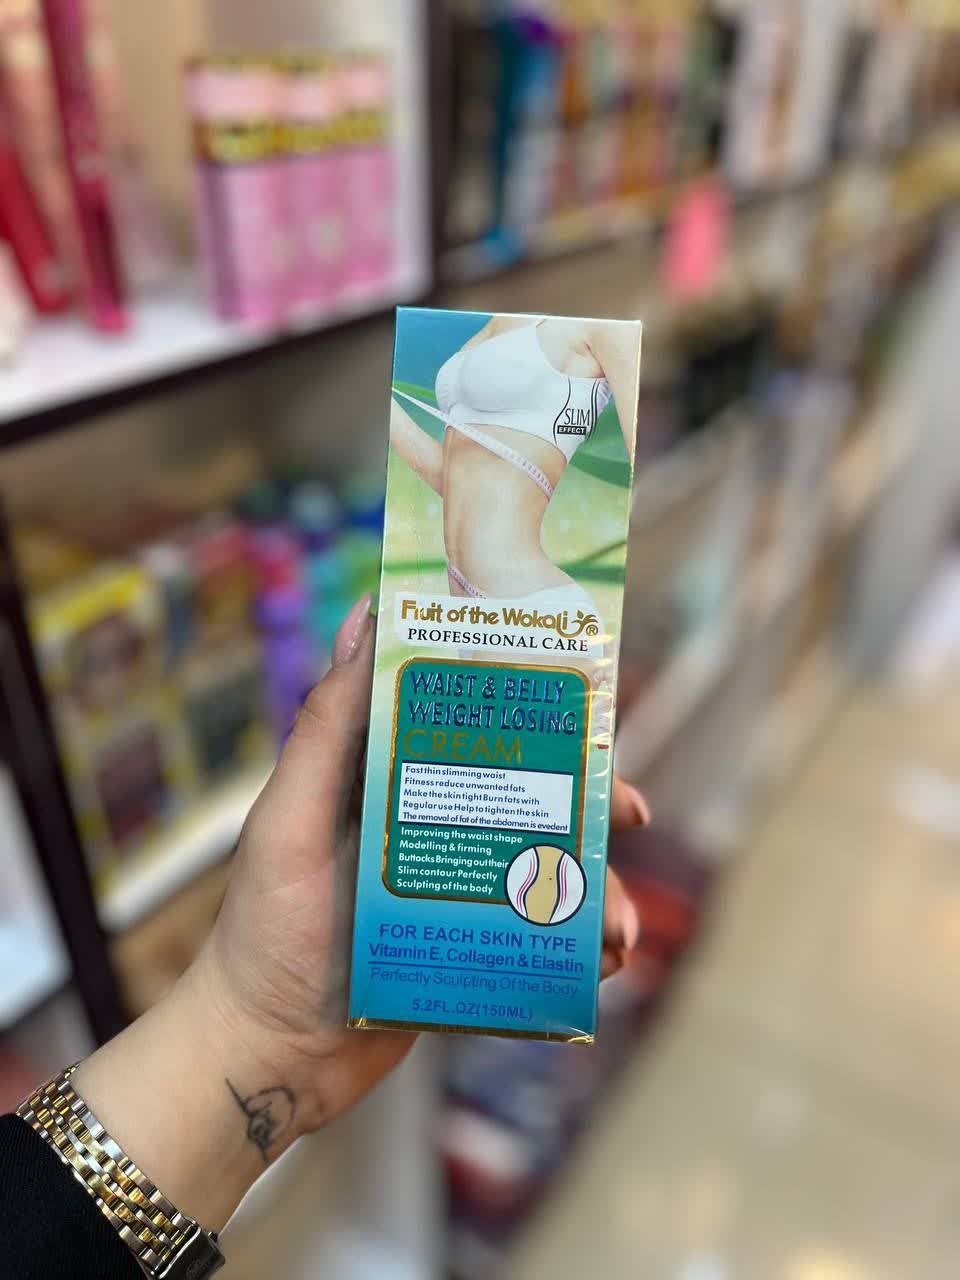 SLIM
EFFECT
Fruit of the Wokali ®
PROFESSIONAL CARE
WAIST & BELLY
WEIGHT LOSING
CREAM
Fast thin slimming waist
Fitness reduce unwanted fats
Make the skin tight Burn fats with
Regular use Help to tighten the skin
The removal of fat of the abdomen is evedent
Improving the waist shape
Modelling & firming
Buttocks Bringing out their
Slim contour Perfectly
Sculpting of the body
FOR EACH SKIN TYPE
Vitamin E, Collagen & Elastin
Perfectly Sculpting Of the Body
5.2FL.OZ(150ML)